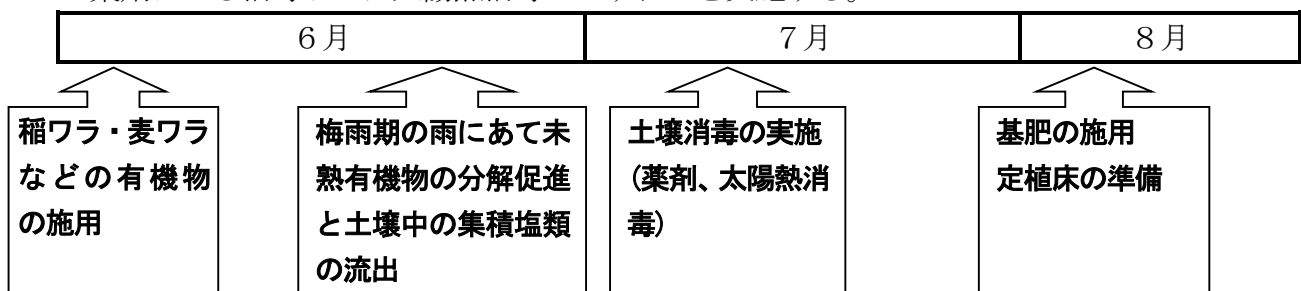 6月 7月 8月
稲ワラ・麦ワラ
などの有機物
の施用
梅雨期の雨にあて未
熟有機物の分解促進
と土壌中の集積塩類
の流出
土壌消毒の実施
(薬剤、太陽熱消
毒)
基肥の施用
定植床の準備